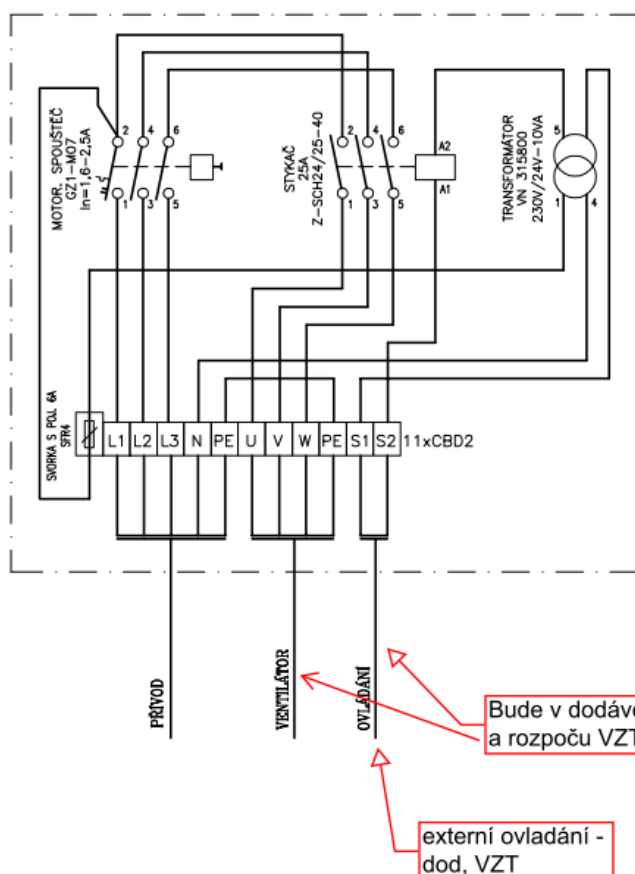 MOTOR. SPOUŠTĚČ
GZ1-M07
In=1,6-2,5A
2 4 6
1 3 5
STYKAČ
25A
Z-SCH24/25-40
2 4 6
1 3 5
A2
A1
TRANSFORMÁTOR
VN 315800
230V/24V-10VA
5
1 4
SVORKA S POJ. 6A
SFR4
L1 L2 L3 N PE U V W PE S1 S2 11xCBD2
PŘÍVOD
VENTILÁTOR
OVLÁDÁNÍ
Bude v dodáv
a rozpoču VZT
externí ovladání -
dod, VZT